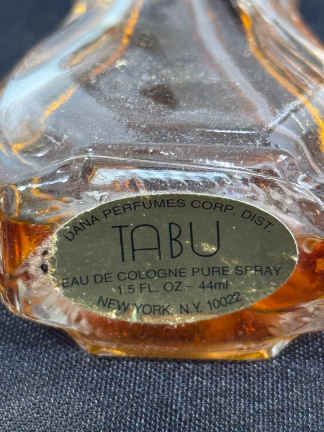 DANA PERFUMES CORP. DIST.
TABU
EAU DE COLOGNE PURE SPRAY
1.5 FL. OZ - 44ml
NEW YORK, N.Y. 10022